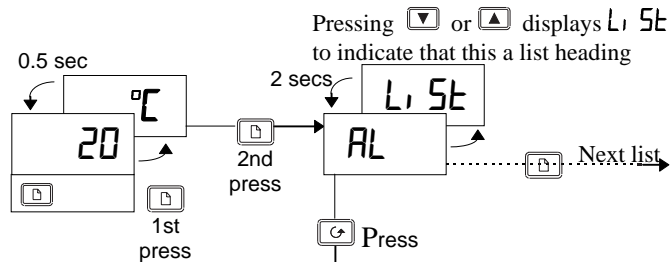 Pressing or displays Li St
to indicate that this a list heading
0.5 sec
2 secs
°C
Li St
20
AL
2nd
press
Next list
1st
press
Press